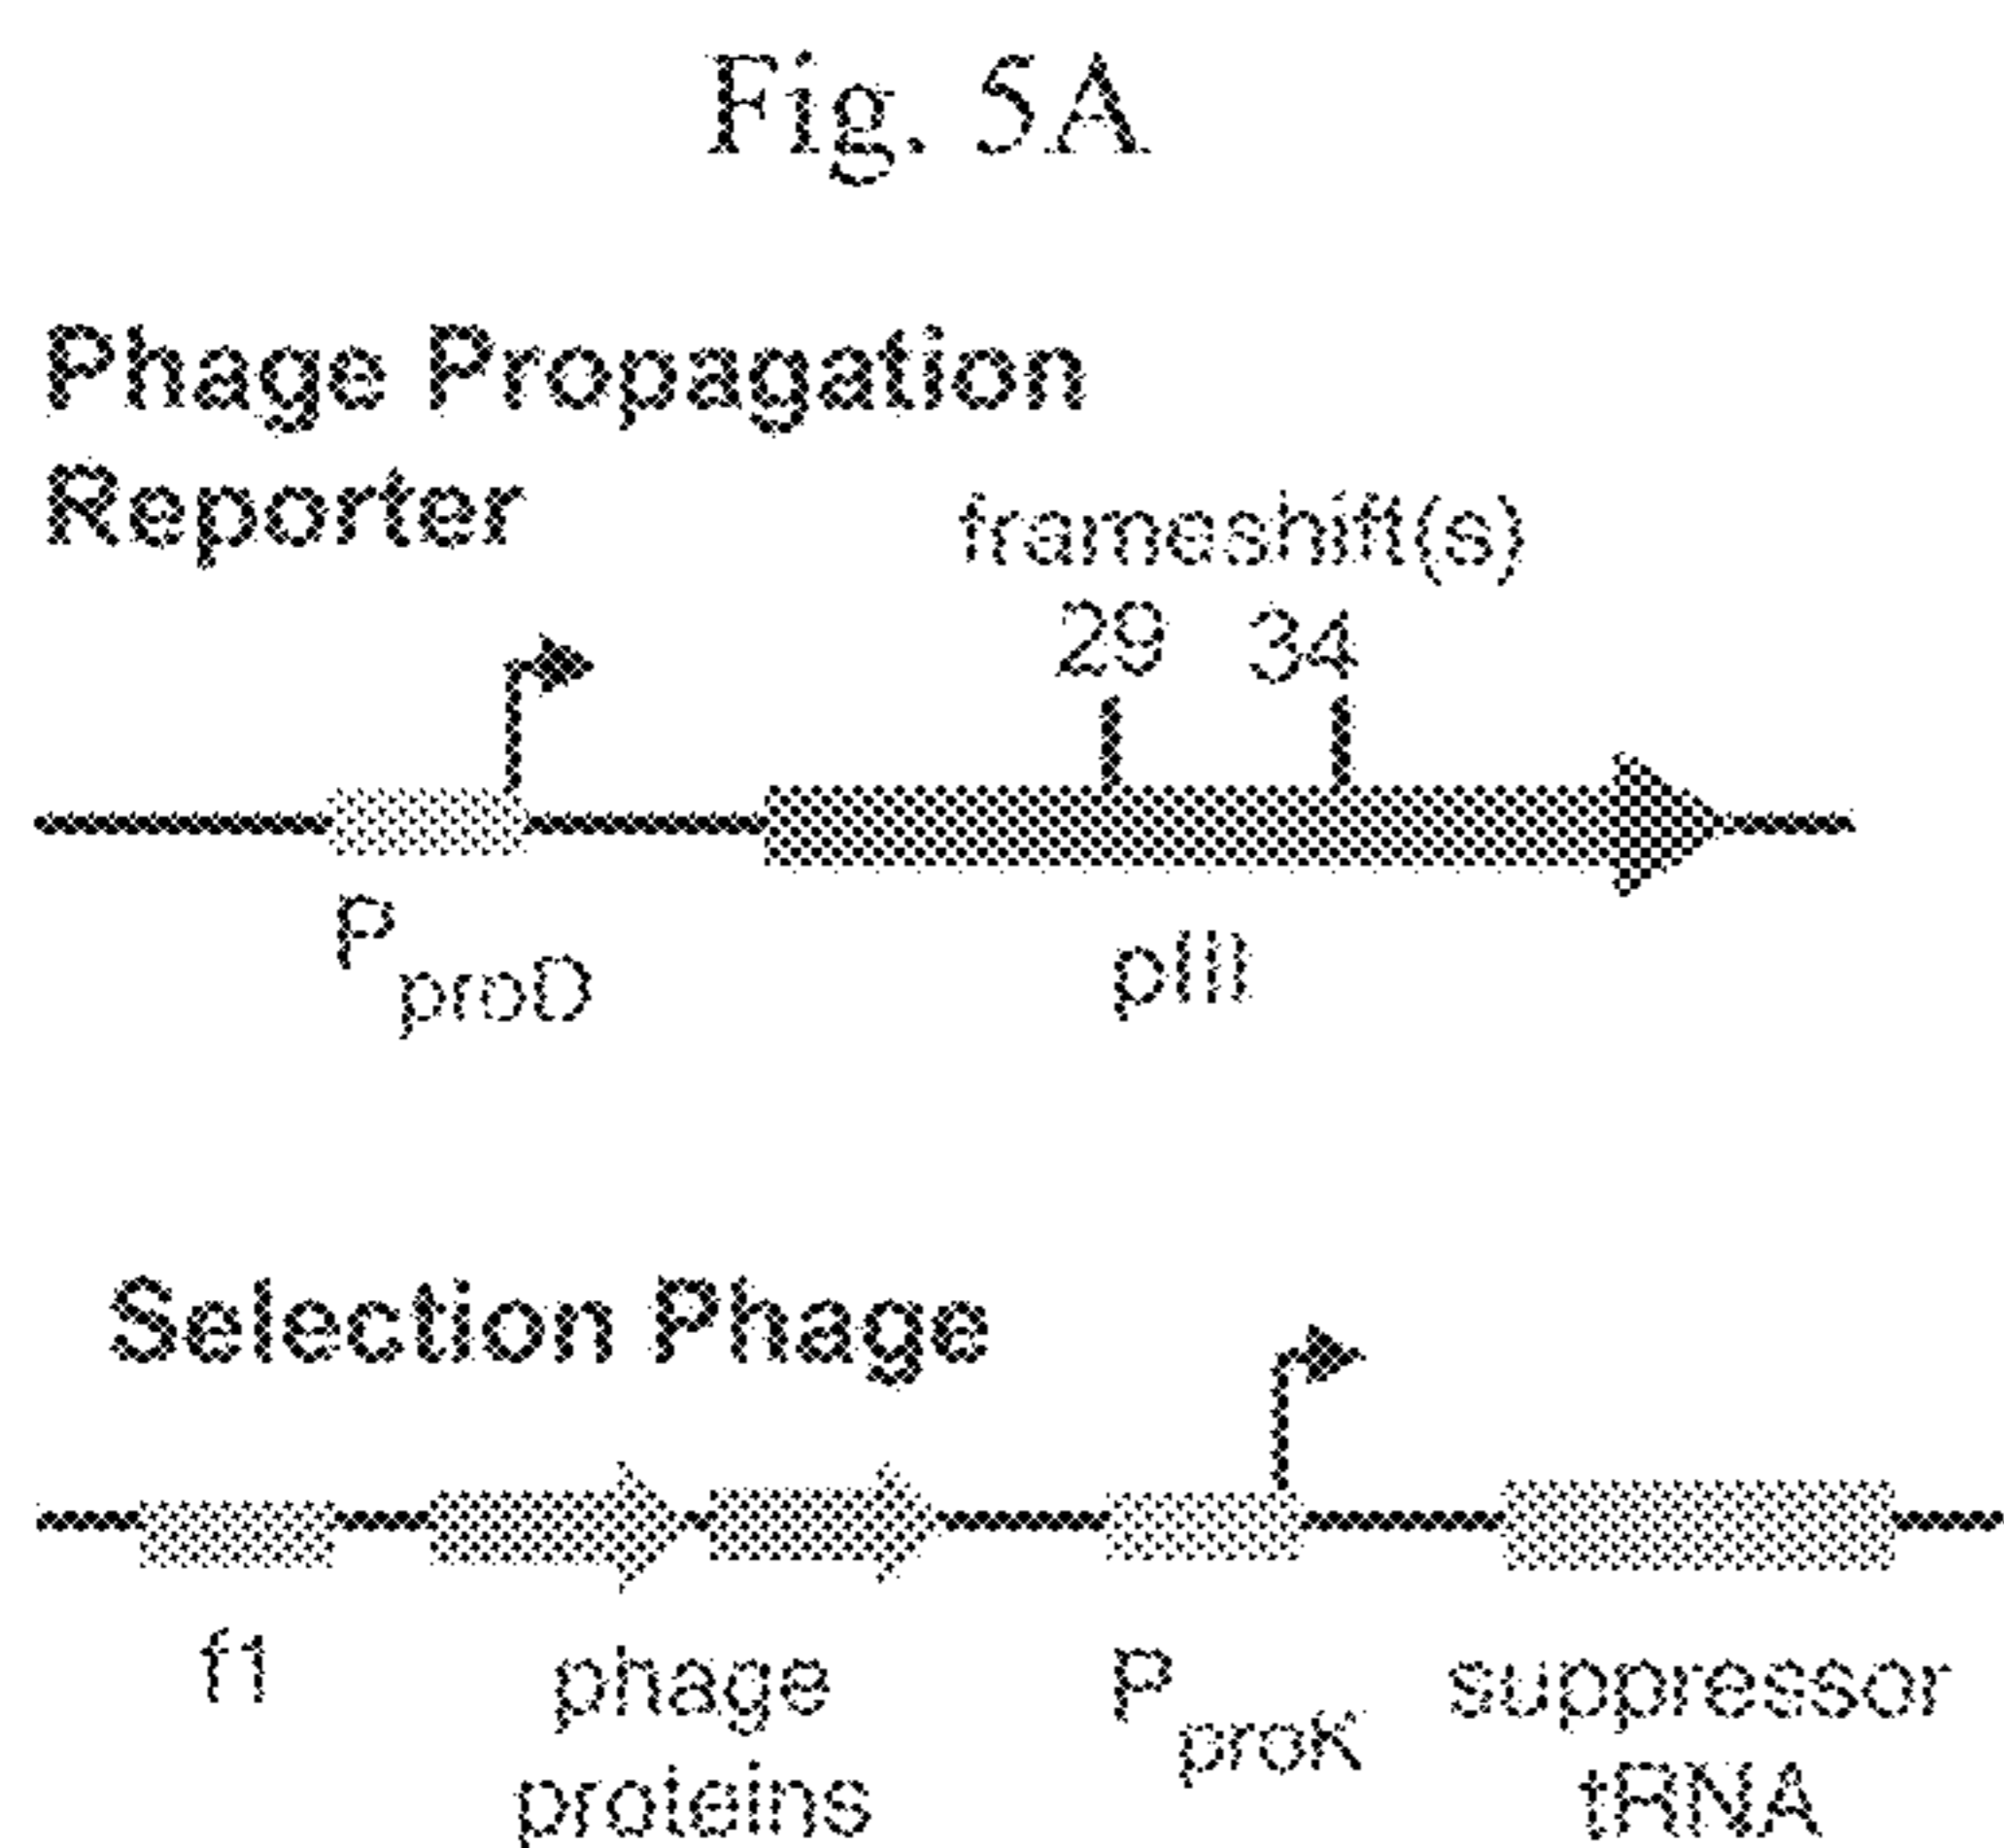 Fig. 5A
Phage Propagation
Reporter
frameshift(s)
29 34
P proD
pIII
Selection Phage
f1
phage
proteins
P proK
suppressor
tRNA